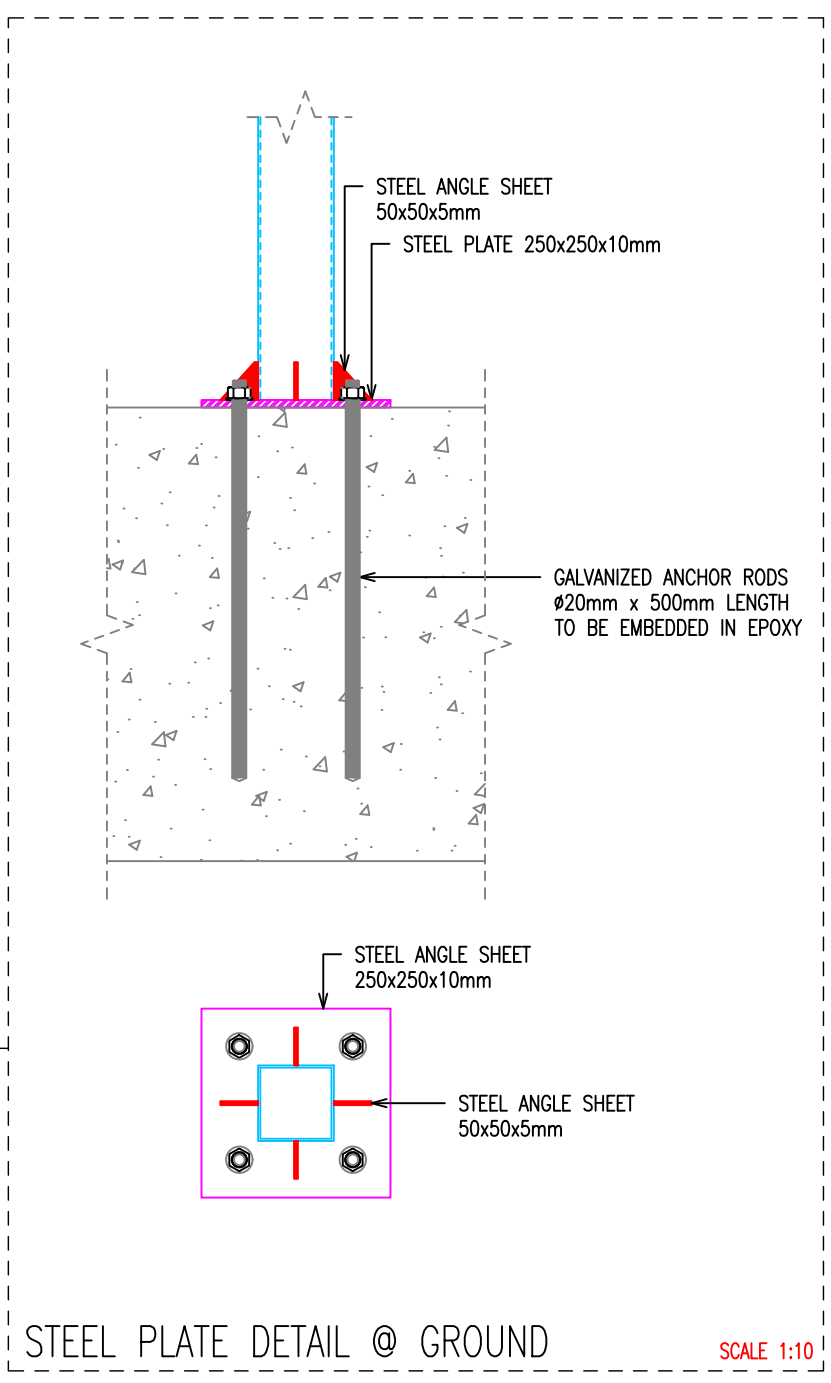 STEEL ANGLE SHEET
50x50x5mm
STEEL PLATE 250x250x10mm
GALVANIZED ANCHOR RODS
ø20mm x 500mm LENGTH
TO BE EMBEDDED IN EPOXY
STEEL ANGLE SHEET
250x250x10mm
STEEL ANGLE SHEET
50x50x5mm
STEEL PLATE DETAIL @ GROUND
SCALE 1:10